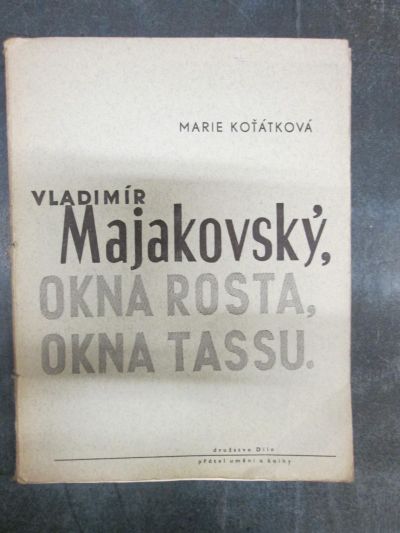 MARIE KOŤÁTKOVÁ
VLADIMÍR
Majakovský,
OKNA ROSTA,
OKNA TASSU.
družstvo Dílo
přátel umění a knihy